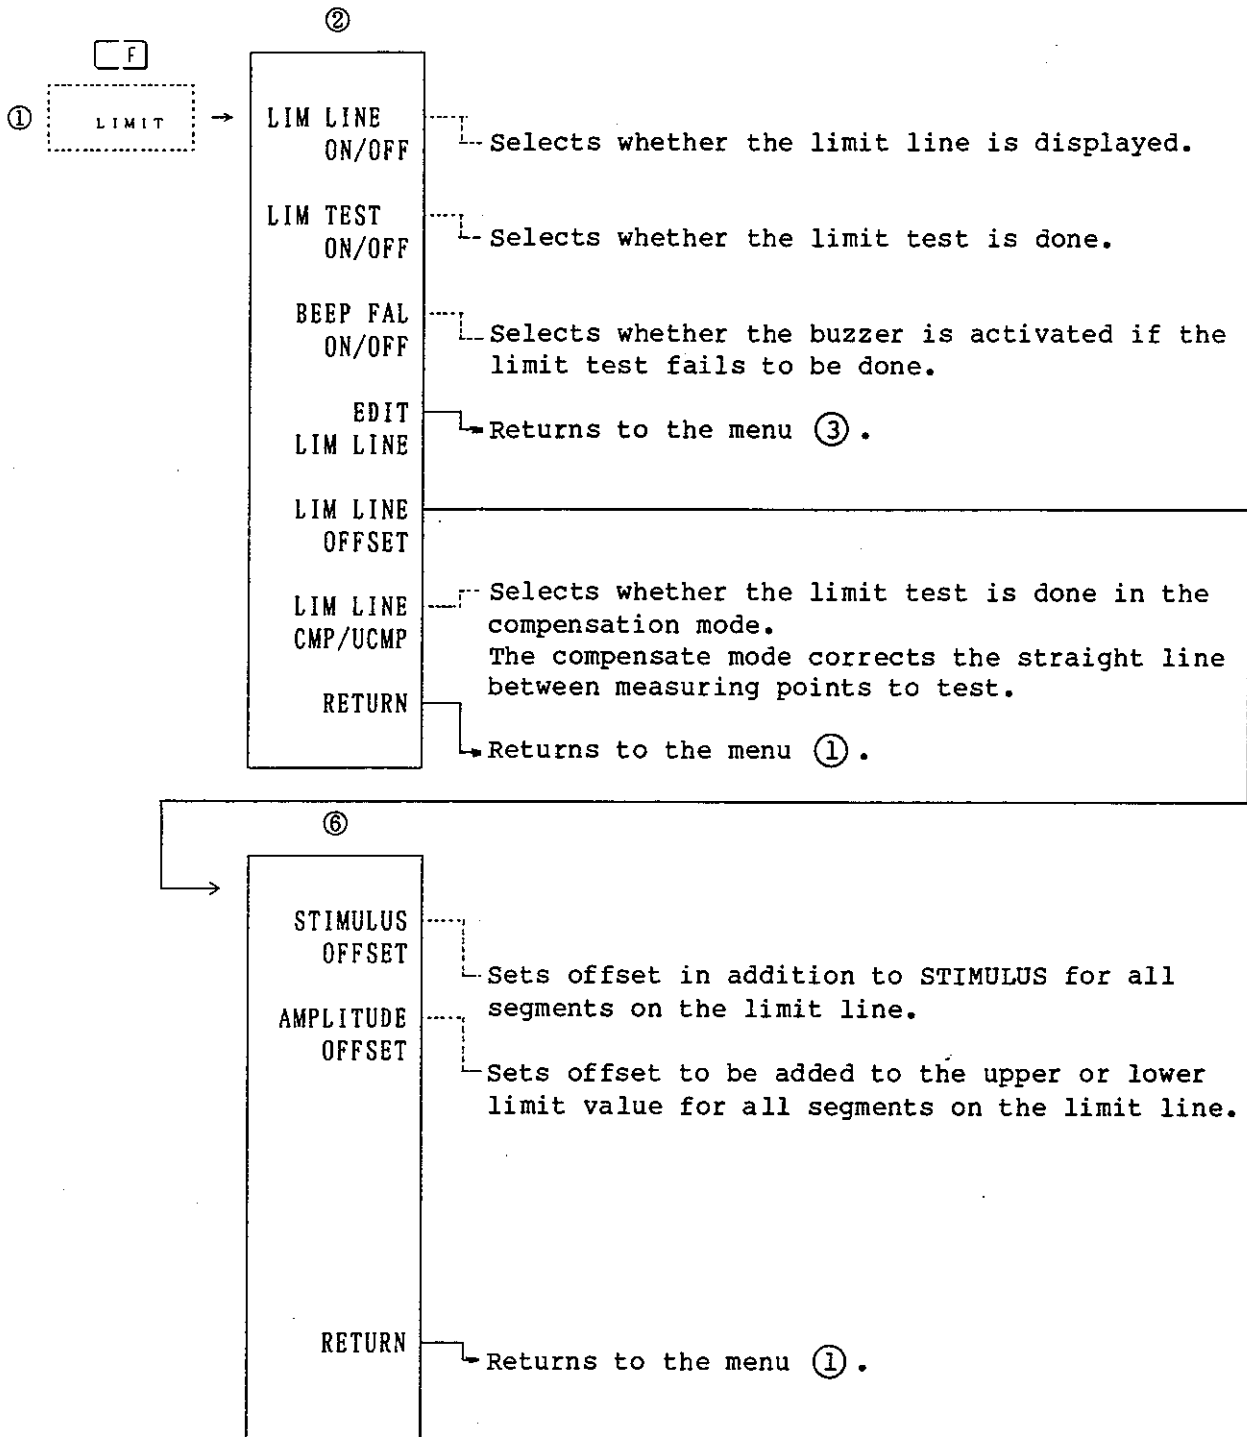 ②
F
① LIMIT →
LIM LINE
ON/OFF
Selects whether the limit line is displayed.
LIM TEST
ON/OFF
Selects whether the limit test is done.
BEEP FAL
ON/OFF
Selects whether the buzzer is activated if the
limit test fails to be done.
EDIT
LIM LINE
Returns to the menu ③.
LIM LINE
OFFSET
LIM LINE
CMP/UCMP
Selects whether the limit test is done in the
compensation mode.
The compensate mode corrects the straight line
between measuring points to test.
RETURN
Returns to the menu ①.
⑥
STIMULUS
OFFSET
Sets offset in addition to STIMULUS for all
segments on the limit line.
AMPLITUDE
OFFSET
Sets offset to be added to the upper or lower
limit value for all segments on the limit line.
RETURN
Returns to the menu ①.